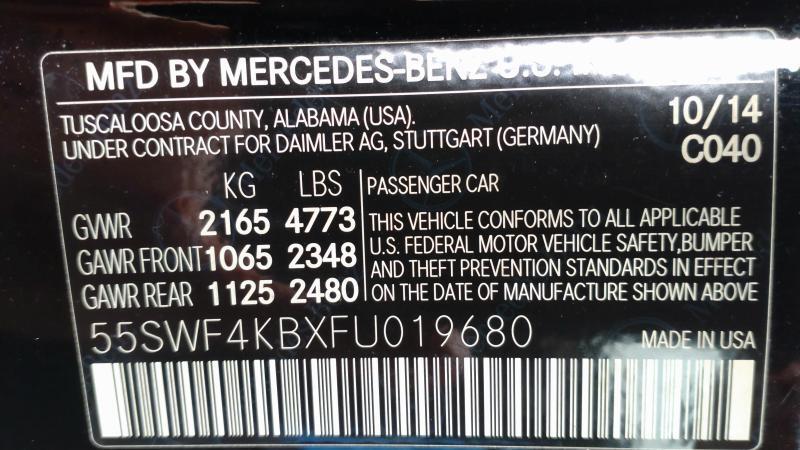 MFD BY MERCEDES-BENZ U.S.
TUSCALOOSA COUNTY, ALABAMA (USA).
UNDER CONTRACT FOR DAIMLER AG, STUTTGART (GERMANY)
10/14
C040
KG LBS
GVWR 2165 4773
GAWR FRONT 1065 2348
GAWR REAR 1125 2480
PASSENGER CAR
THIS VEHICLE CONFORMS TO ALL APPLICABLE
U.S. FEDERAL MOTOR VEHICLE SAFETY,BUMPER
AND THEFT PREVENTION STANDARDS IN EFFECT
ON THE DATE OF MANUFACTURE SHOWN ABOVE
55SWF4KBXFU019680
MADE IN USA